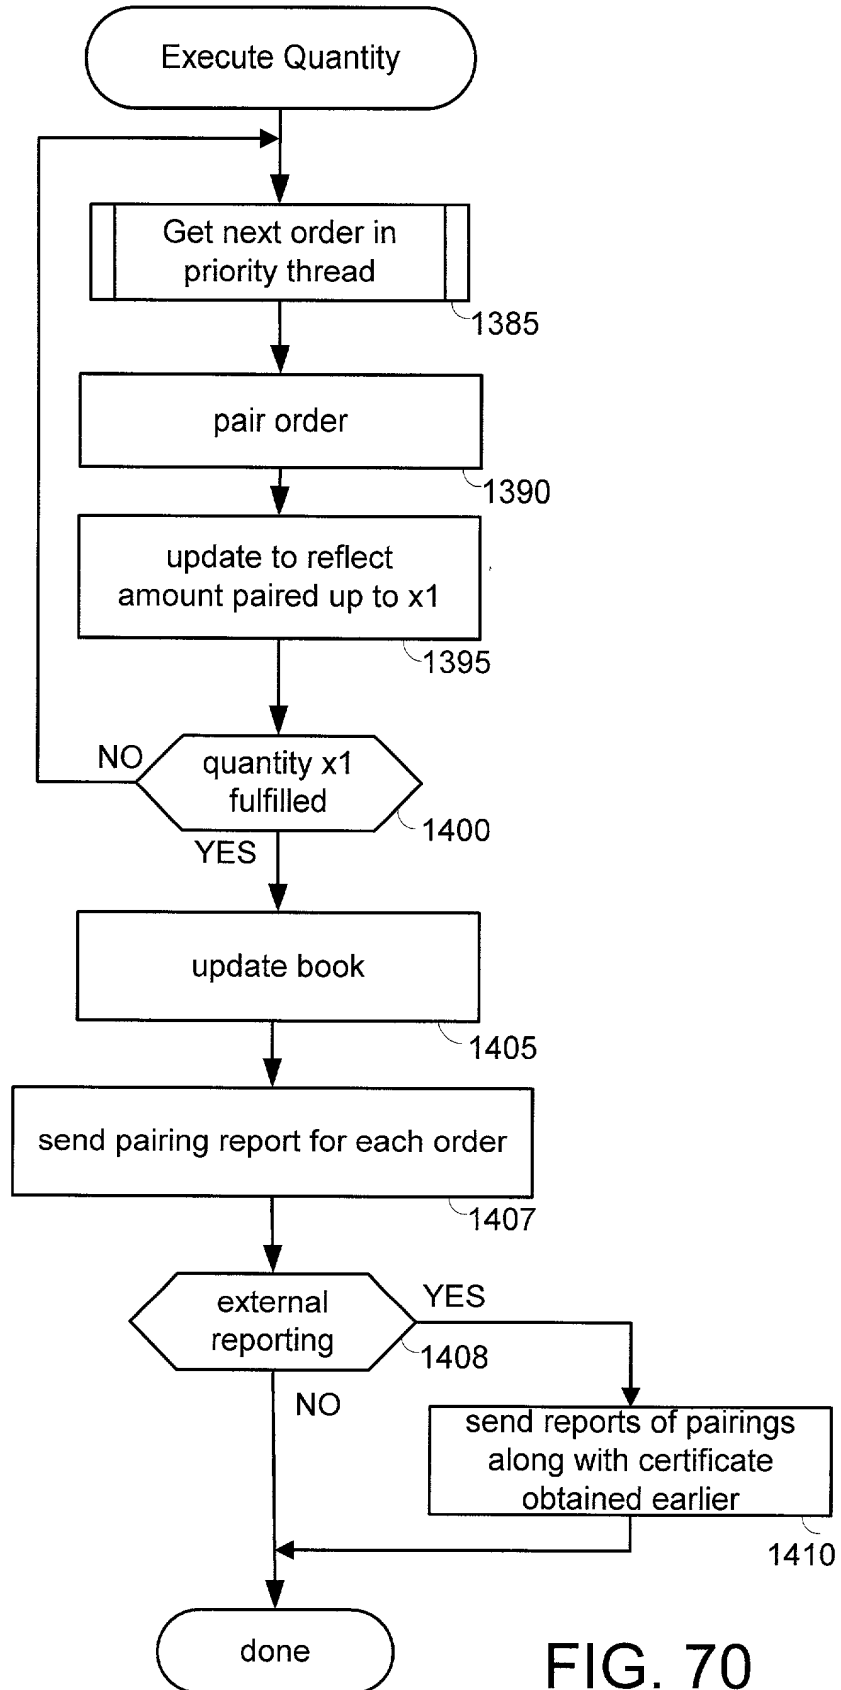 Execute Quantity
Get next order in
priority thread
1385
pair order
1390
update to reflect
amount paired up to x1
1395
NO
quantity x1
fulfilled
1400
YES
update book
1405
send pairing report for each order
1407
external
reporting
YES
1408
NO
send reports of pairings
along with certificate
obtained earlier
1410
done
FIG. 70